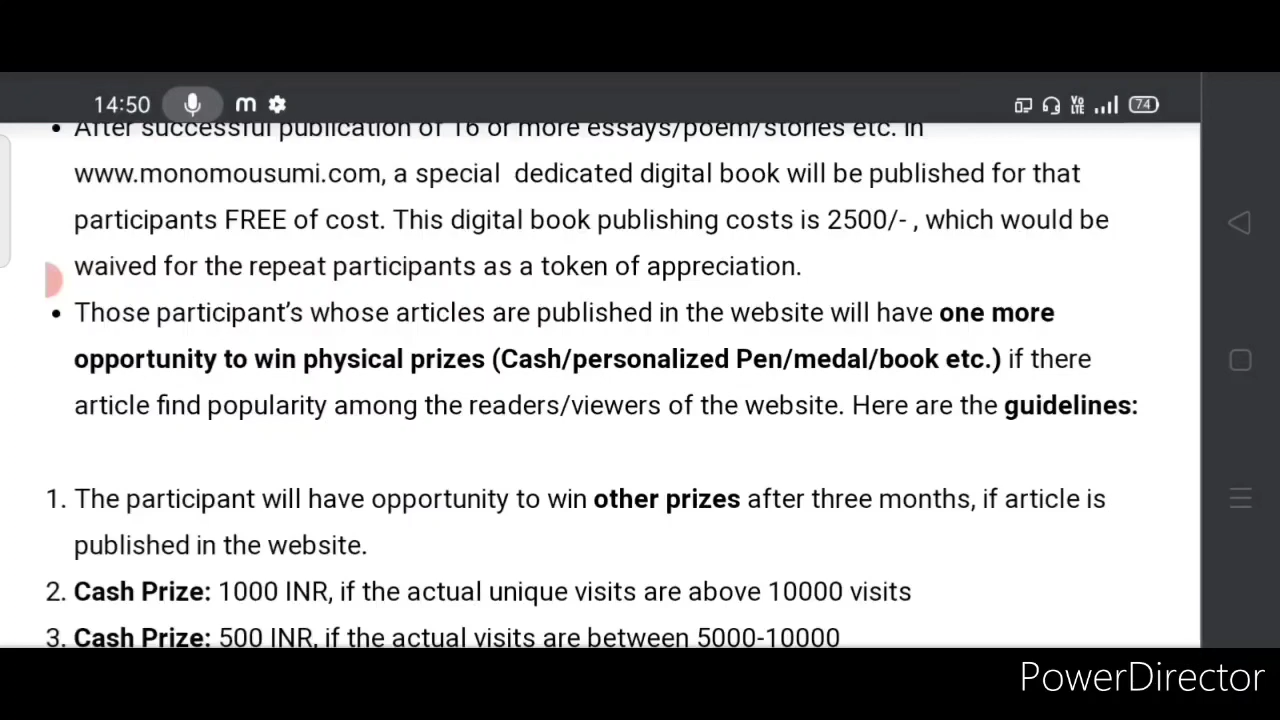 14:50 m Vo LTE 74
• After successful publication of 16 or more essays/poem/stories etc. in
www.monomousumi.com, a special dedicated digital book will be published for that
participants FREE of cost. This digital book publishing costs is 2500/- , which would be
waived for the repeat participants as a token of appreciation.
• Those participant’s whose articles are published in the website will have one more
opportunity to win physical prizes (Cash/personalized Pen/medal/book etc.) if there
article find popularity among the readers/viewers of the website. Here are the guidelines:
1. The participant will have opportunity to win other prizes after three months, if article is
published in the website.
2. Cash Prize: 1000 INR, if the actual unique visits are above 10000 visits
3. Cash Prize: 500 INR, if the actual visits are between 5000-10000
PowerDirector